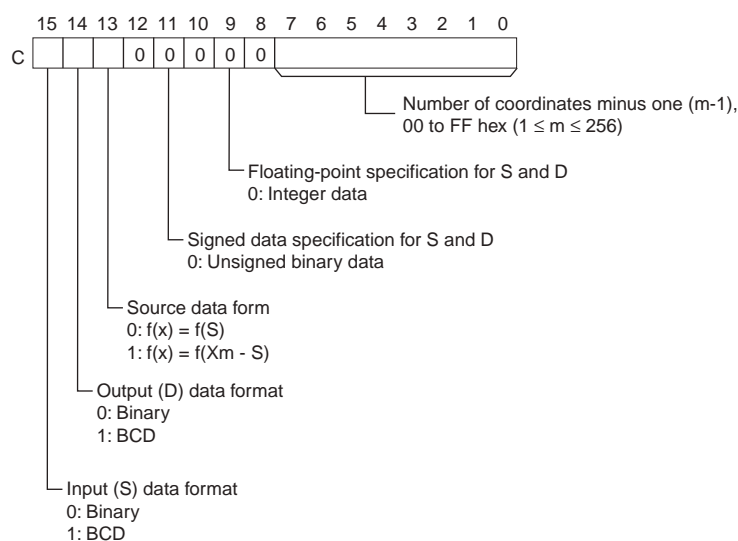 15 14 13 12 11 10 9 8 7 6 5 4 3 2 1 0
C 0 0 0 0 0
Number of coordinates minus one (m-1),
00 to FF hex (1 ≤ m ≤ 256)
Floating-point specification for S and D
0: Integer data
Signed data specification for S and D
0: Unsigned binary data
Source data form
0: f(x) = f(S)
1: f(x) = f(Xm - S)
Output (D) data format
0: Binary
1: BCD
Input (S) data format
0: Binary
1: BCD